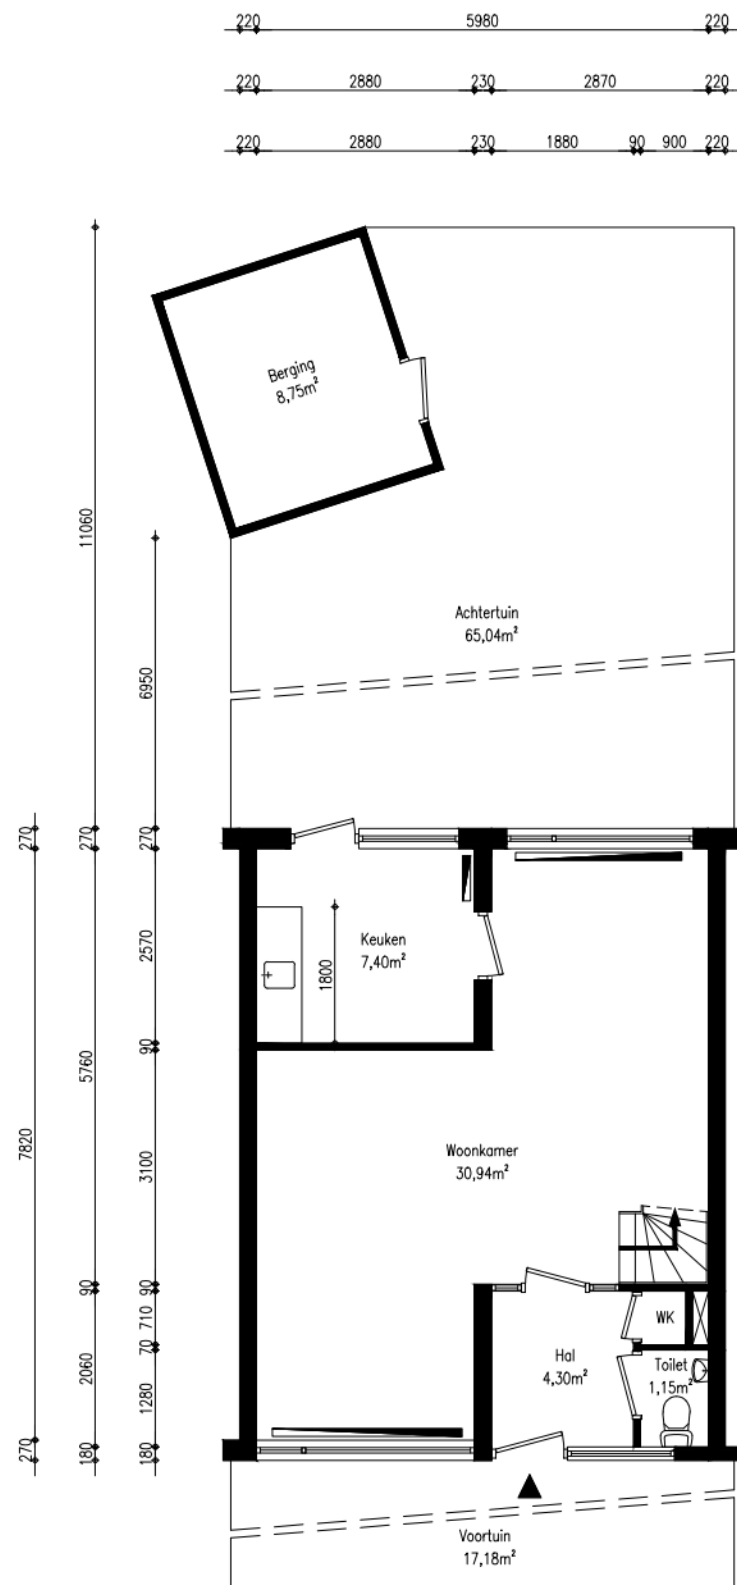 220 5980 220
220 2880 230 2870 220
220 2880 230 1880 90 900 220
Berging
8,75m²
11060
6950
Achtertuin
65,04m²
270 270 270
Keuken
7,40m²
1800
2570
90
5760
7820
3100
Woonkamer
30,94m²
90 90
710
70
2060
1280
WK
Hal
4,30m²
Toilet
1,15m²
270 180 180
Voortuin
17,18m²